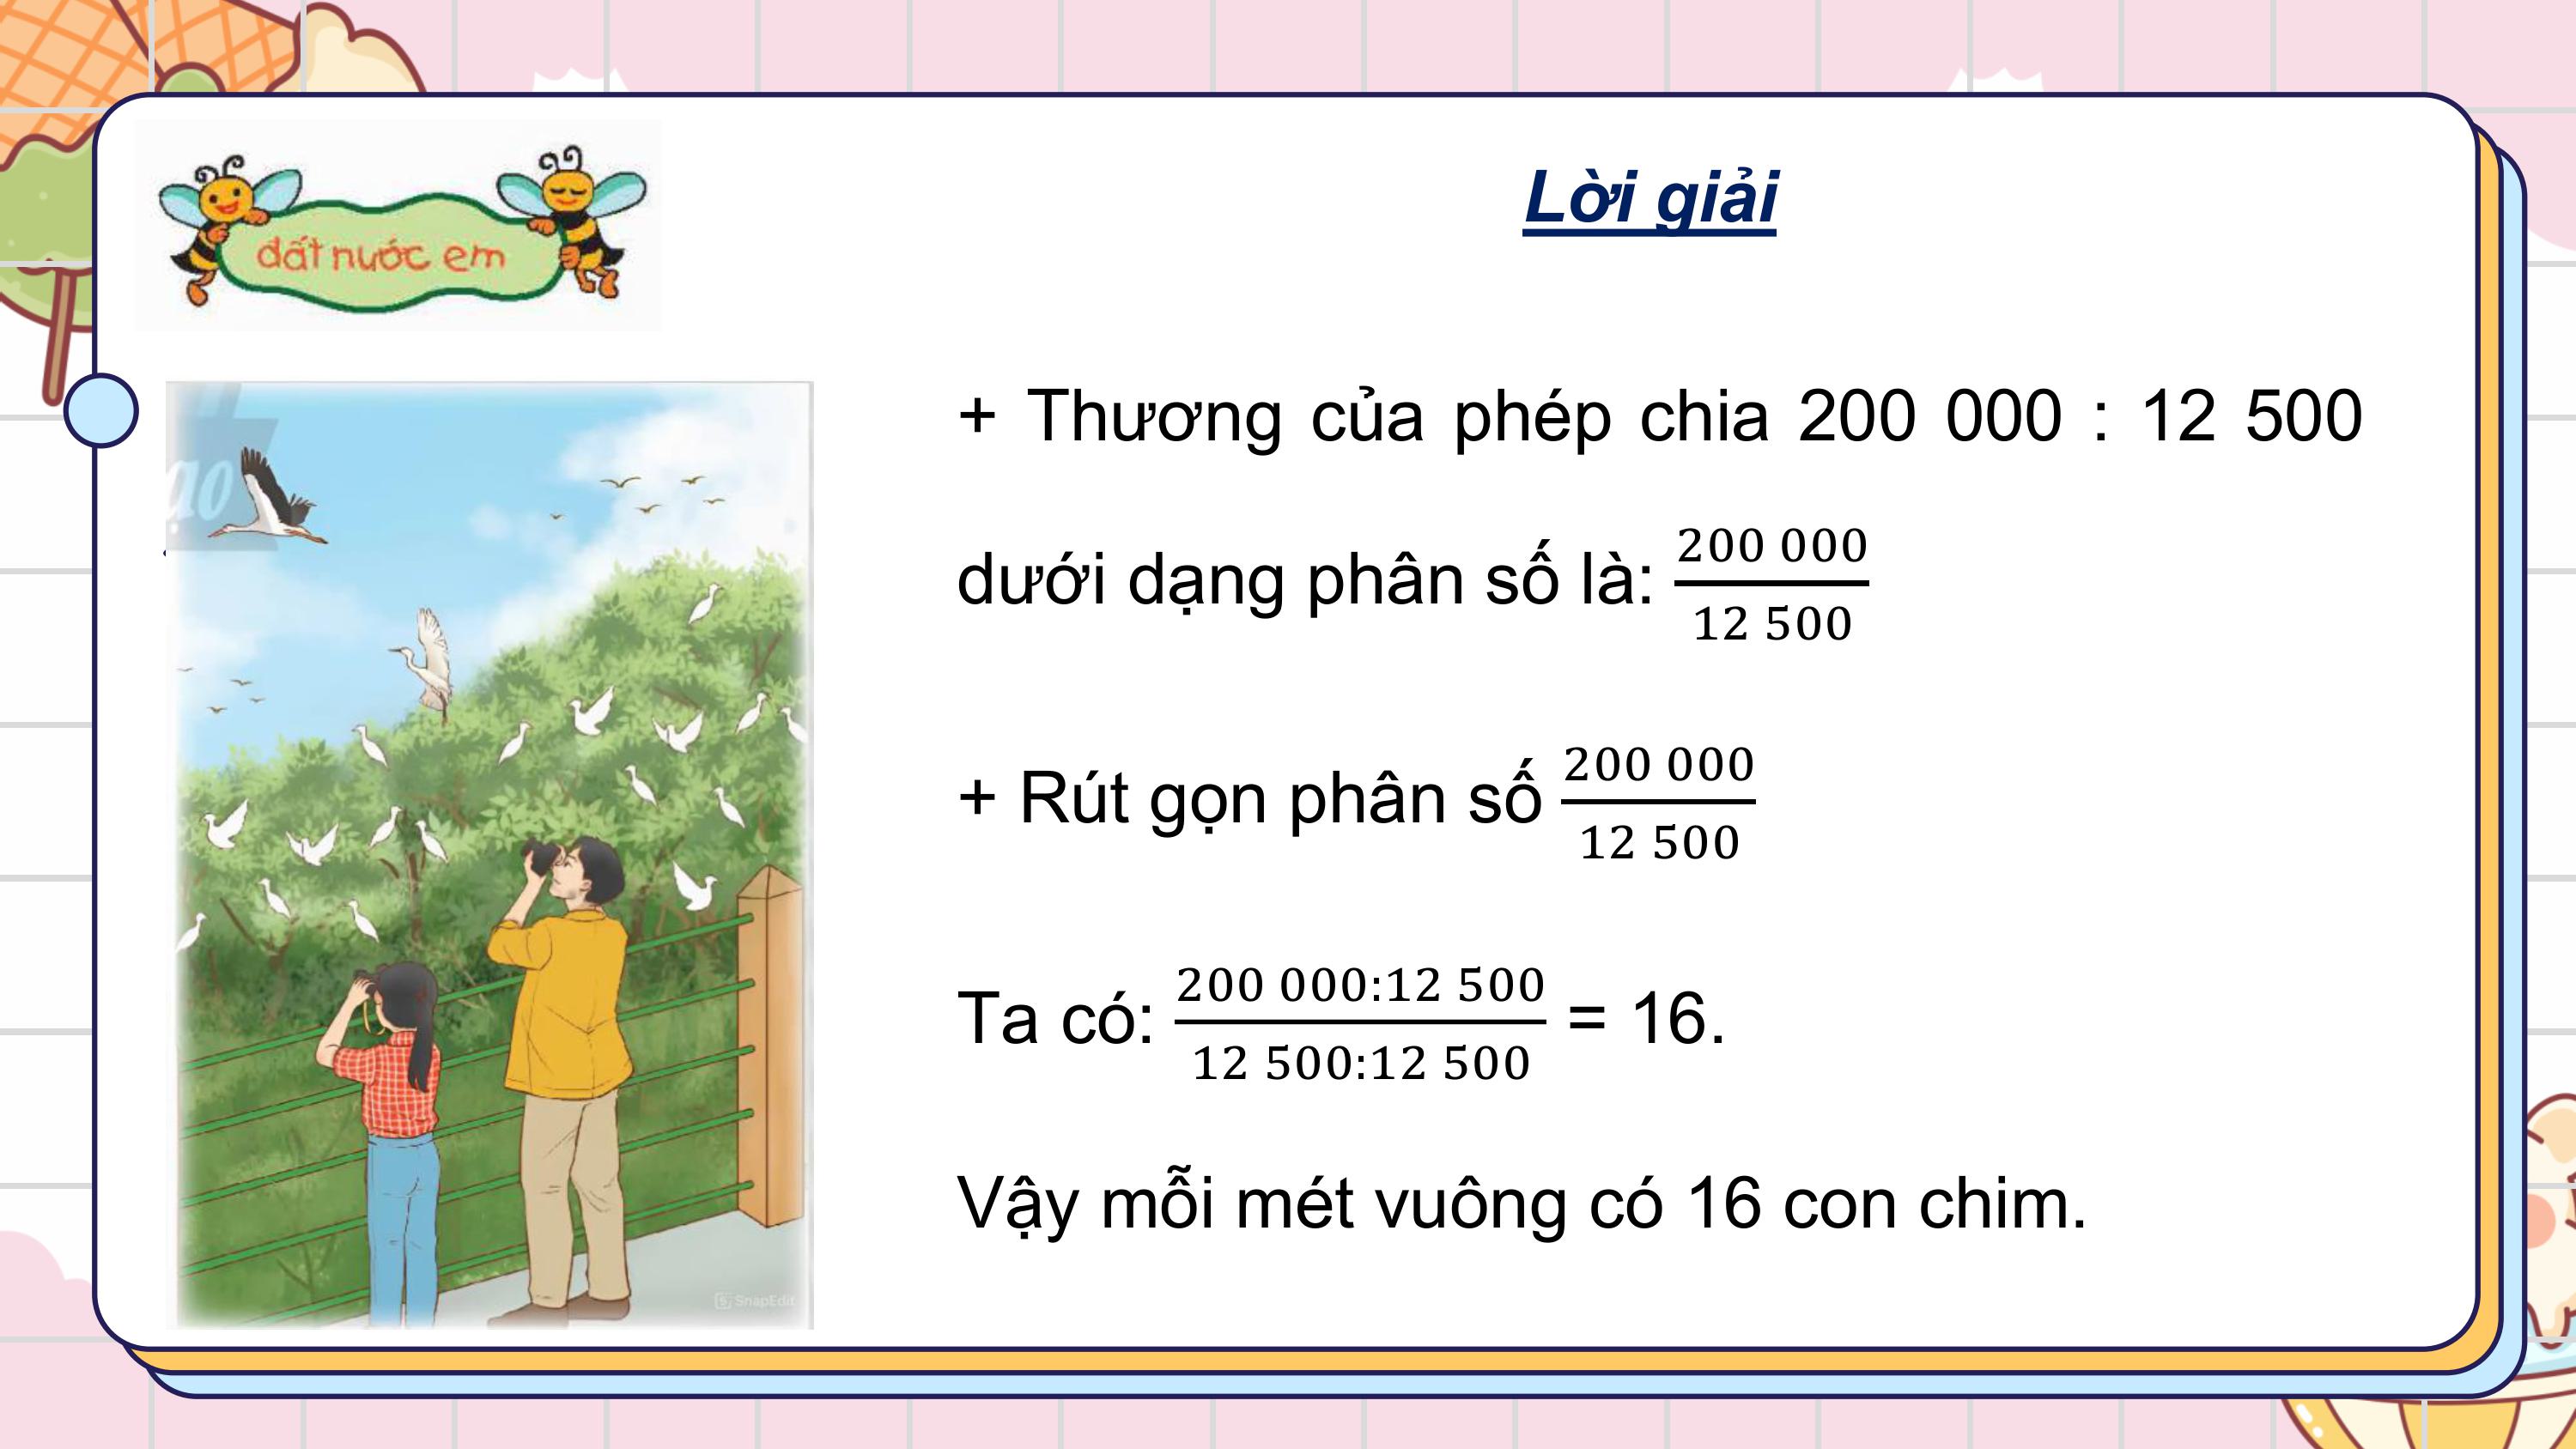 đất nước em
Lời giải
ạo
+ Thương của phép chia 200 000 : 12 500
dưới dạng phân số là: \frac{200 000}{12 500}
+ Rút gọn phân số \frac{200 000}{12 500}
Ta có: \frac{200 000:12 500}{12 500:12 500} = 16.
Vậy mỗi mét vuông có 16 con chim.
SnapEdit